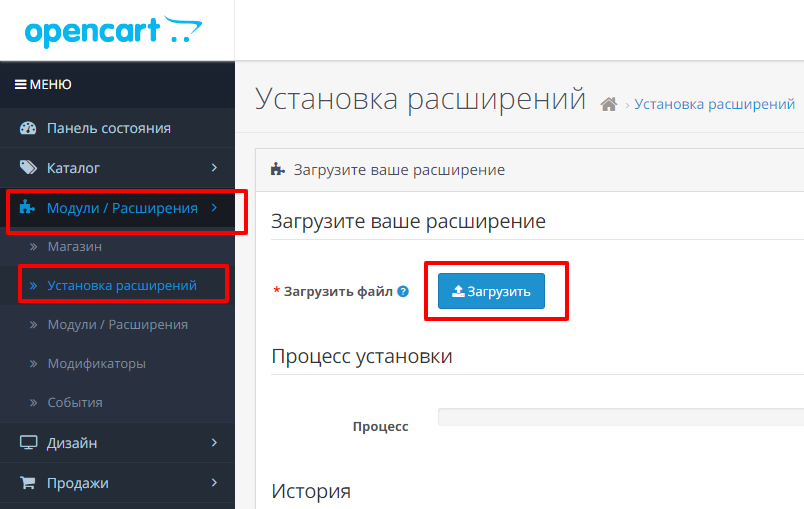 opencart
МЕНЮ
Панель состояния
Каталог
Модули / Расширения
Магазин
Установка расширений
Модули / Расширения
Модификаторы
События
Дизайн
Продажи
Установка расширений › Установка расширений
Загрузите ваше расширение
Загрузите ваше расширение
* Загрузить файл ? Загрузить
Процесс установки
Процесс
История